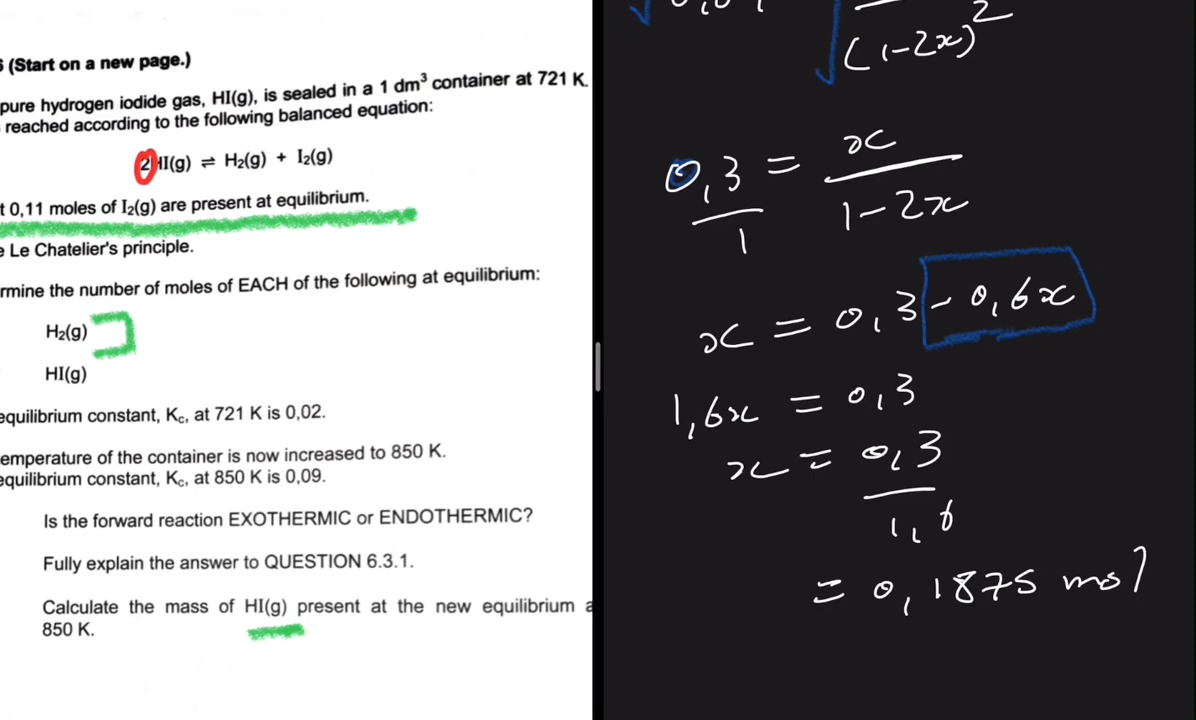 6 (Start on a new page.)
pure hydrogen iodide gas, HI(g), is sealed in a 1 dm³ container at 721 K.
reached according to the following balanced equation:
2HI(g) ⇌ H₂(g) + I₂(g)
t 0,11 moles of I₂(g) are present at equilibrium.
e Le Chatelier's principle.
rmine the number of moles of EACH of the following at equilibrium:
H₂(g)
HI(g)
equilibrium constant, Kc, at 721 K is 0,02.
emperature of the container is now increased to 850 K.
equilibrium constant, Kc, at 850 K is 0,09.
Is the forward reaction EXOTHERMIC or ENDOTHERMIC?
Fully explain the answer to QUESTION 6.3.1.
Calculate the mass of HI(g) present at the new equilibrium a
850 K.
(1-2x)²
0,3/1 = x/(1-2x)
x = 0,3 - 0,6x
1,6x = 0,3
x = 0,3/1,6
= 0,1875 mol